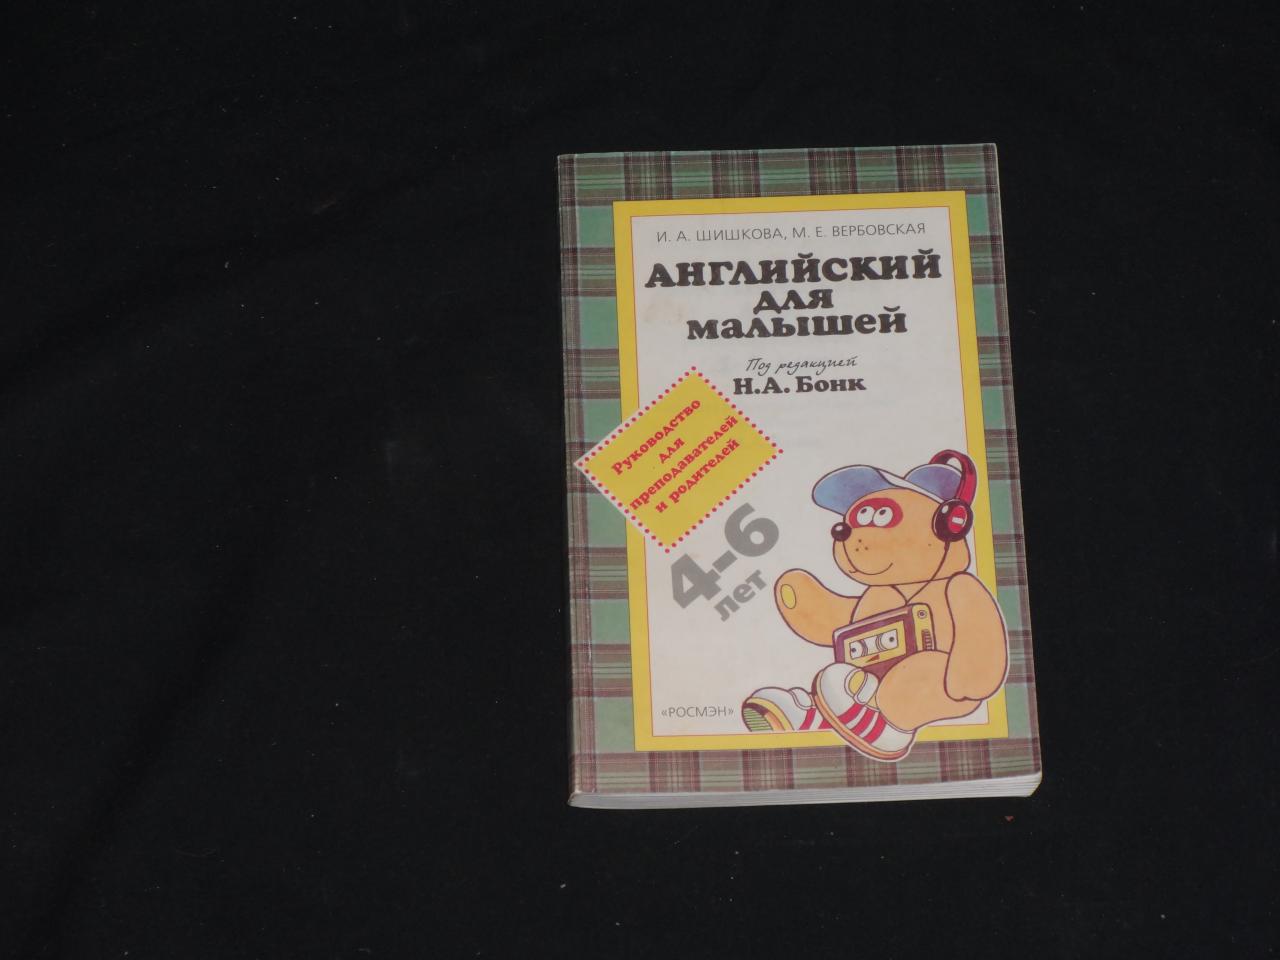 И. А. ШИШКОВА, М. Е. ВЕРБОВСКАЯ
АНГЛИЙСКИЙ
ДЛЯ
МАЛЫШЕЙ
Под редакцией
Н.А. Бонк
Руководство
для
преподавателей
и родителей
4-6
лет
«РОСМЭН»